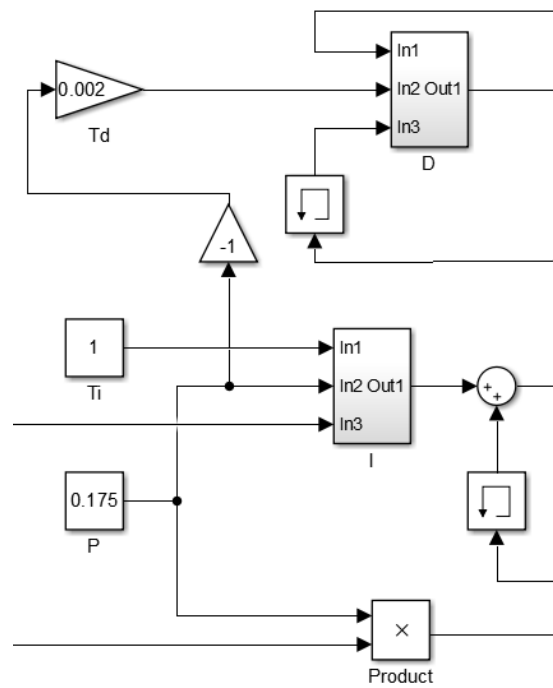 In1
0.002
In2 Out1
Td
In3
D
-1
1
In1
Ti
In2 Out1
+
+
In3
I
0.175
P
×
Product